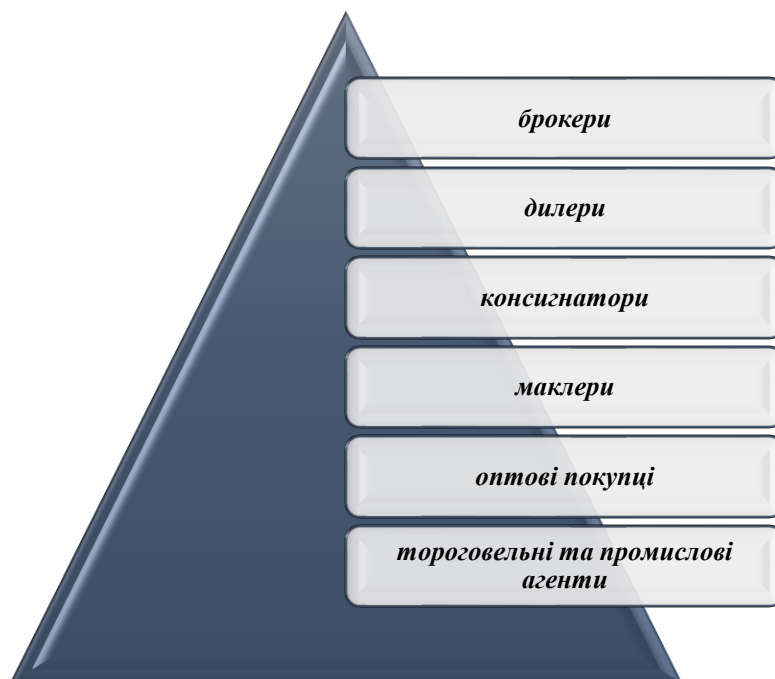 брокери
дилери
консигнатори
маклери
оптові покупці
тороговельні та промислові
агенти